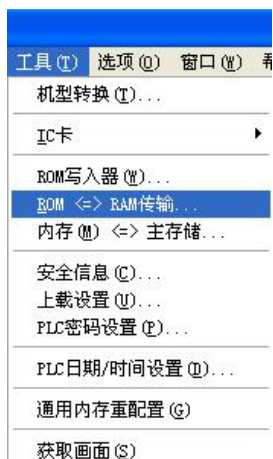 工具(T) 选项(O) 窗口(W)
机型转换(T)...
IC卡
ROM写入器(W)...
ROM <=> RAM传输...
内存(M) <=> 主存储...
安全信息(C)...
上载设置(U)...
PLC密码设置(P)...
PLC日期/时间设置(D)...
通用内存重配置(G)
获取画面(S)